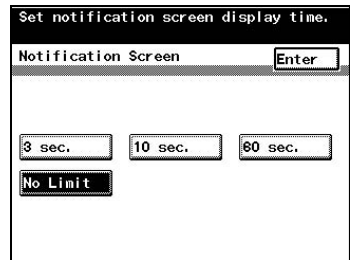 Set notification screen display time.
Notification Screen
Enter
3 sec.
10 sec.
60 sec.
No Limit